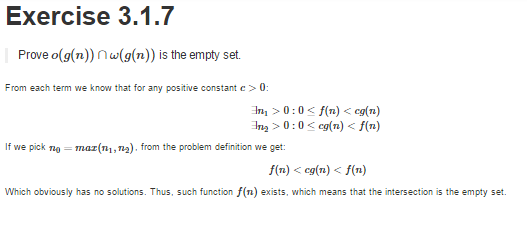 Exercise 3.1.7
Prove o(g(n)) ∩ ω(g(n)) is the empty set.
From each term we know that for any positive constant c > 0:
∃n₁ > 0 : 0 ≤ f(n) < cg(n)
∃n₂ > 0 : 0 ≤ cg(n) < f(n)
If we pick n₀ = max(n₁, n₂), from the problem definition we get:
f(n) < cg(n) < f(n)
Which obviously has no solutions. Thus, such function f(n) exists, which means that the intersection is the empty set.